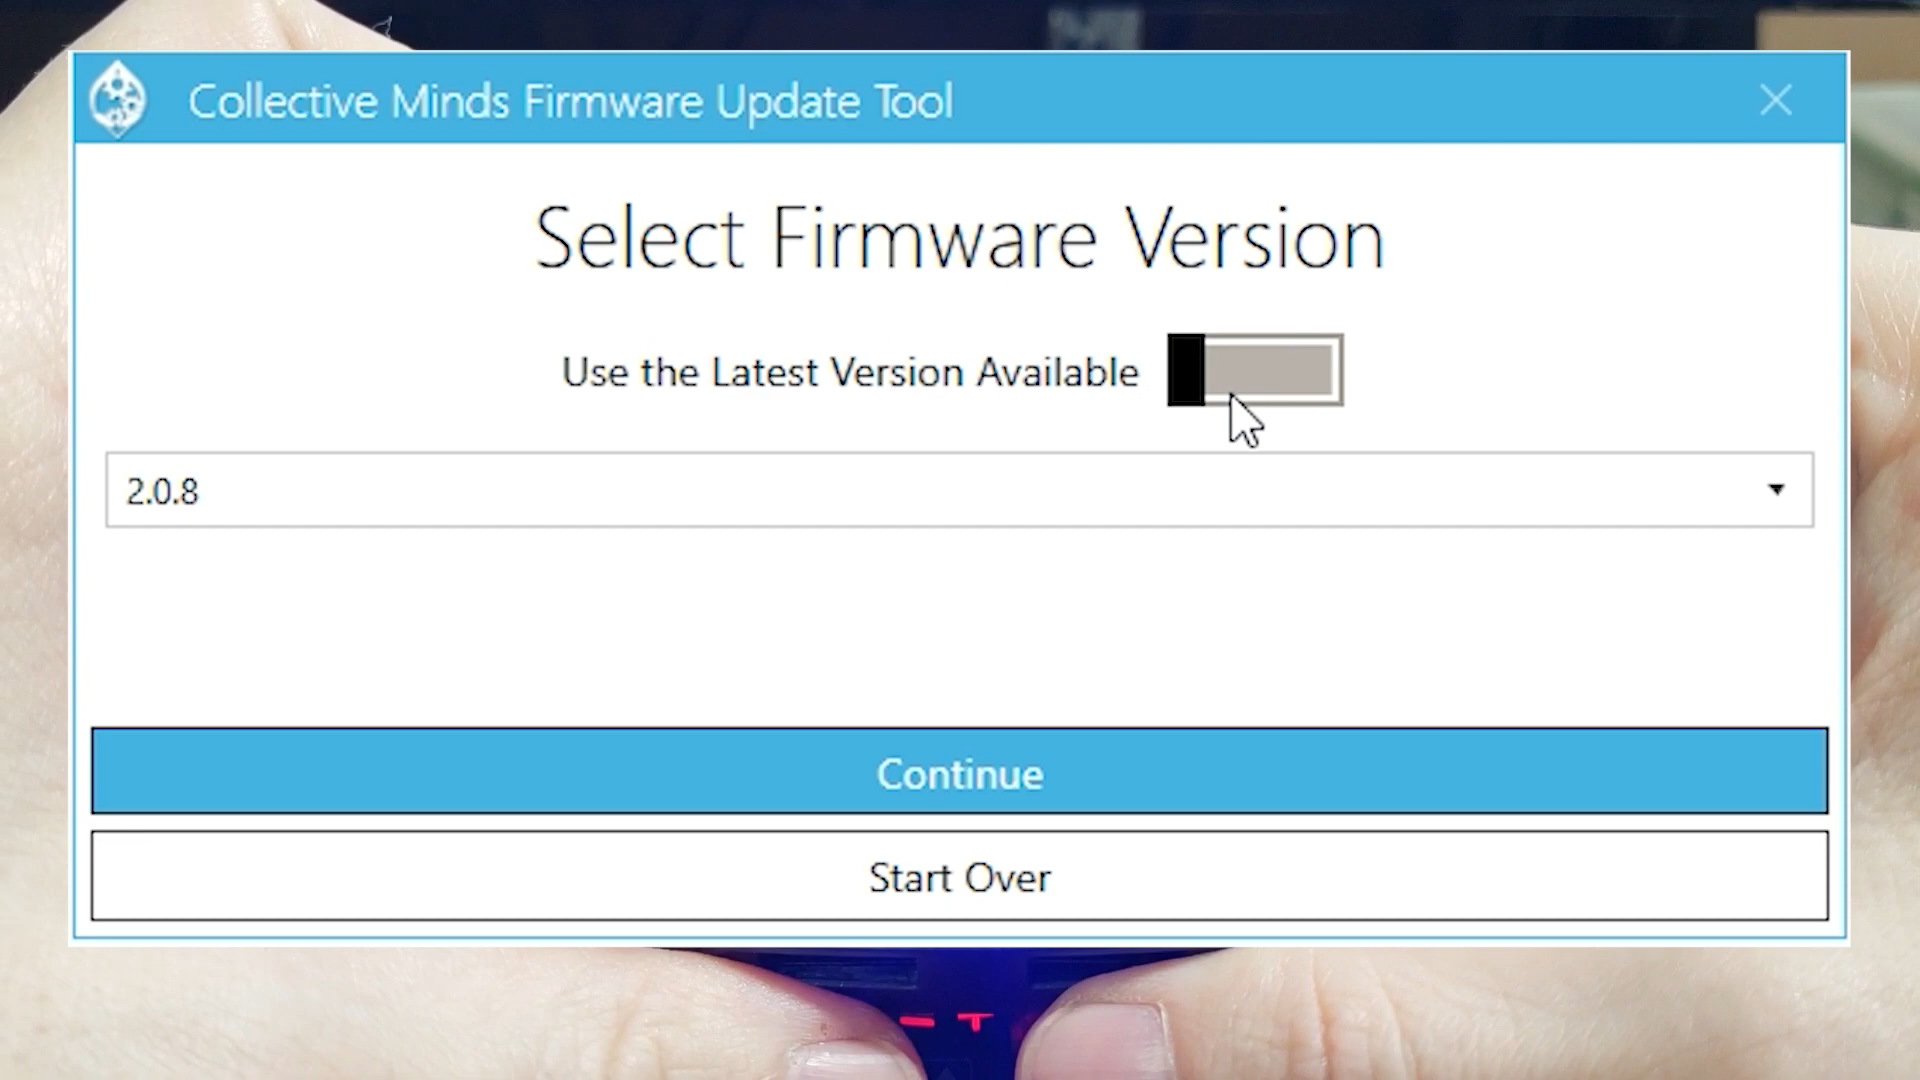 Collective Minds Firmware Update Tool
Select Firmware Version
Use the Latest Version Available
2.0.8
Continue
Start Over